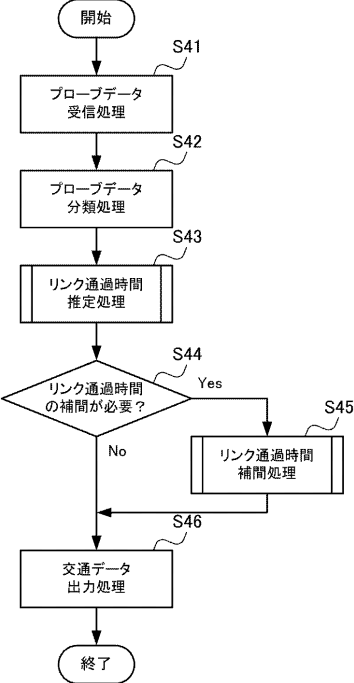 開始
S41
プローブデータ
受信処理
S42
プローブデータ
分類処理
S43
リンク通過時間
推定処理
S44
リンク通過時間
の補間が必要？
Yes
No
S45
リンク通過時間
補間処理
S46
交通データ
出力処理
終了